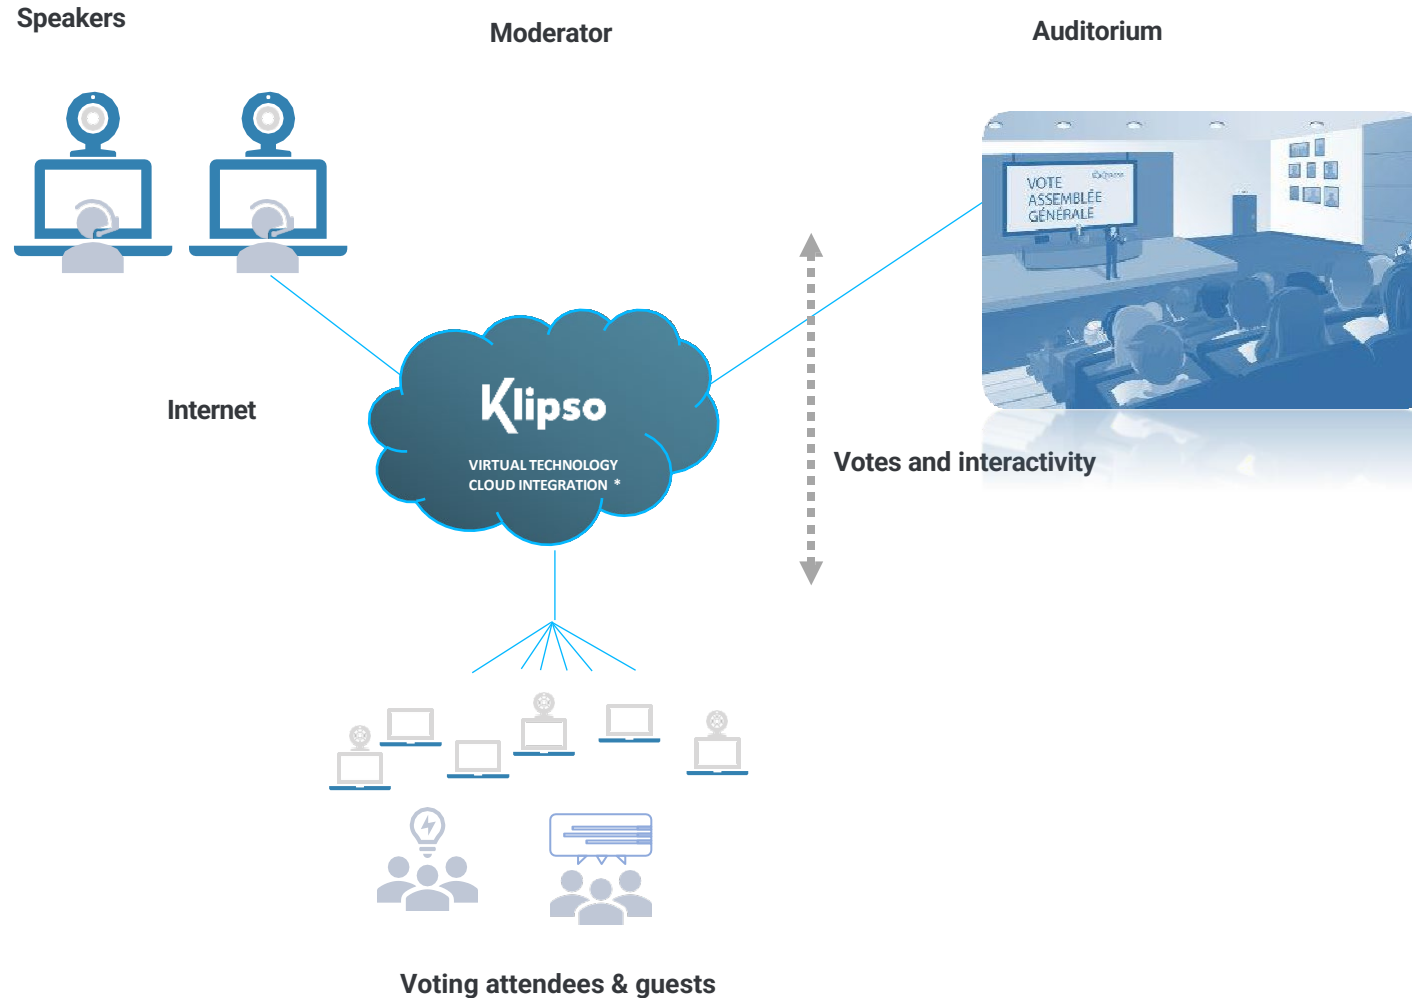 Speakers
Moderator
Auditorium
VOTE
ASSEMBLÉE
GÉNÉRALE
Klipso
Internet
VIRTUAL TECHNOLOGY
CLOUD INTEGRATION *
Votes and interactivity
Voting attendees & guests